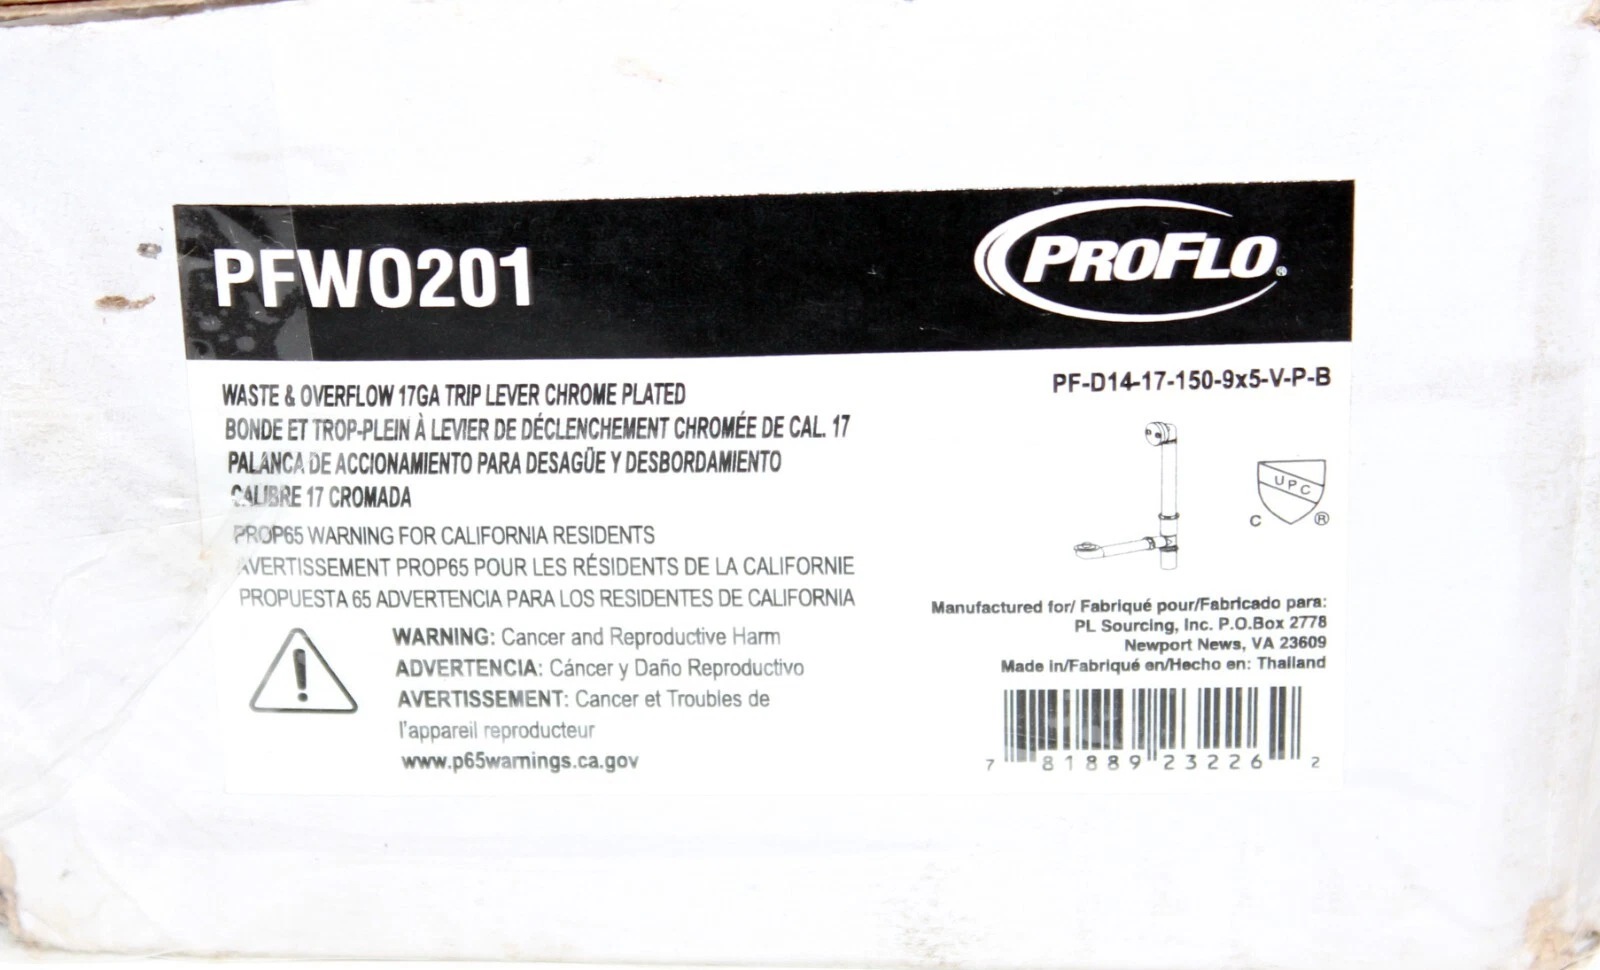 PFWO201
PROFLO®
WASTE & OVERFLOW 17GA TRIP LEVER CHROME PLATED
BONDE ET TROP-PLEIN À LEVIER DE DÉCLENCHEMENT CHROMÉE DE CAL. 17
PALANCA DE ACCIONAMIENTO PARA DESAGÜE Y DESBORDAMIENTO
CALIBRE 17 CROMADA
PROP65 WARNING FOR CALIFORNIA RESIDENTS
AVERTISSEMENT PROP65 POUR LES RÉSIDENTS DE LA CALIFORNIE
PROPUESTA 65 ADVERTENCIA PARA LOS RESIDENTES DE CALIFORNIA
WARNING: Cancer and Reproductive Harm
ADVERTENCIA: Cáncer y Daño Reproductivo
AVERTISSEMENT: Cancer et Troubles de
l'appareil reproducteur
www.p65warnings.ca.gov
PF-D14-17-150-9x5-V-P-B
UPC
C ®
Manufactured for/ Fabriqué pour/Fabricado para:
PL Sourcing, Inc. P.O.Box 2778
Newport News, VA 23609
Made in/Fabriqué en/Hecho en: Thailand
7 81889 23226 2